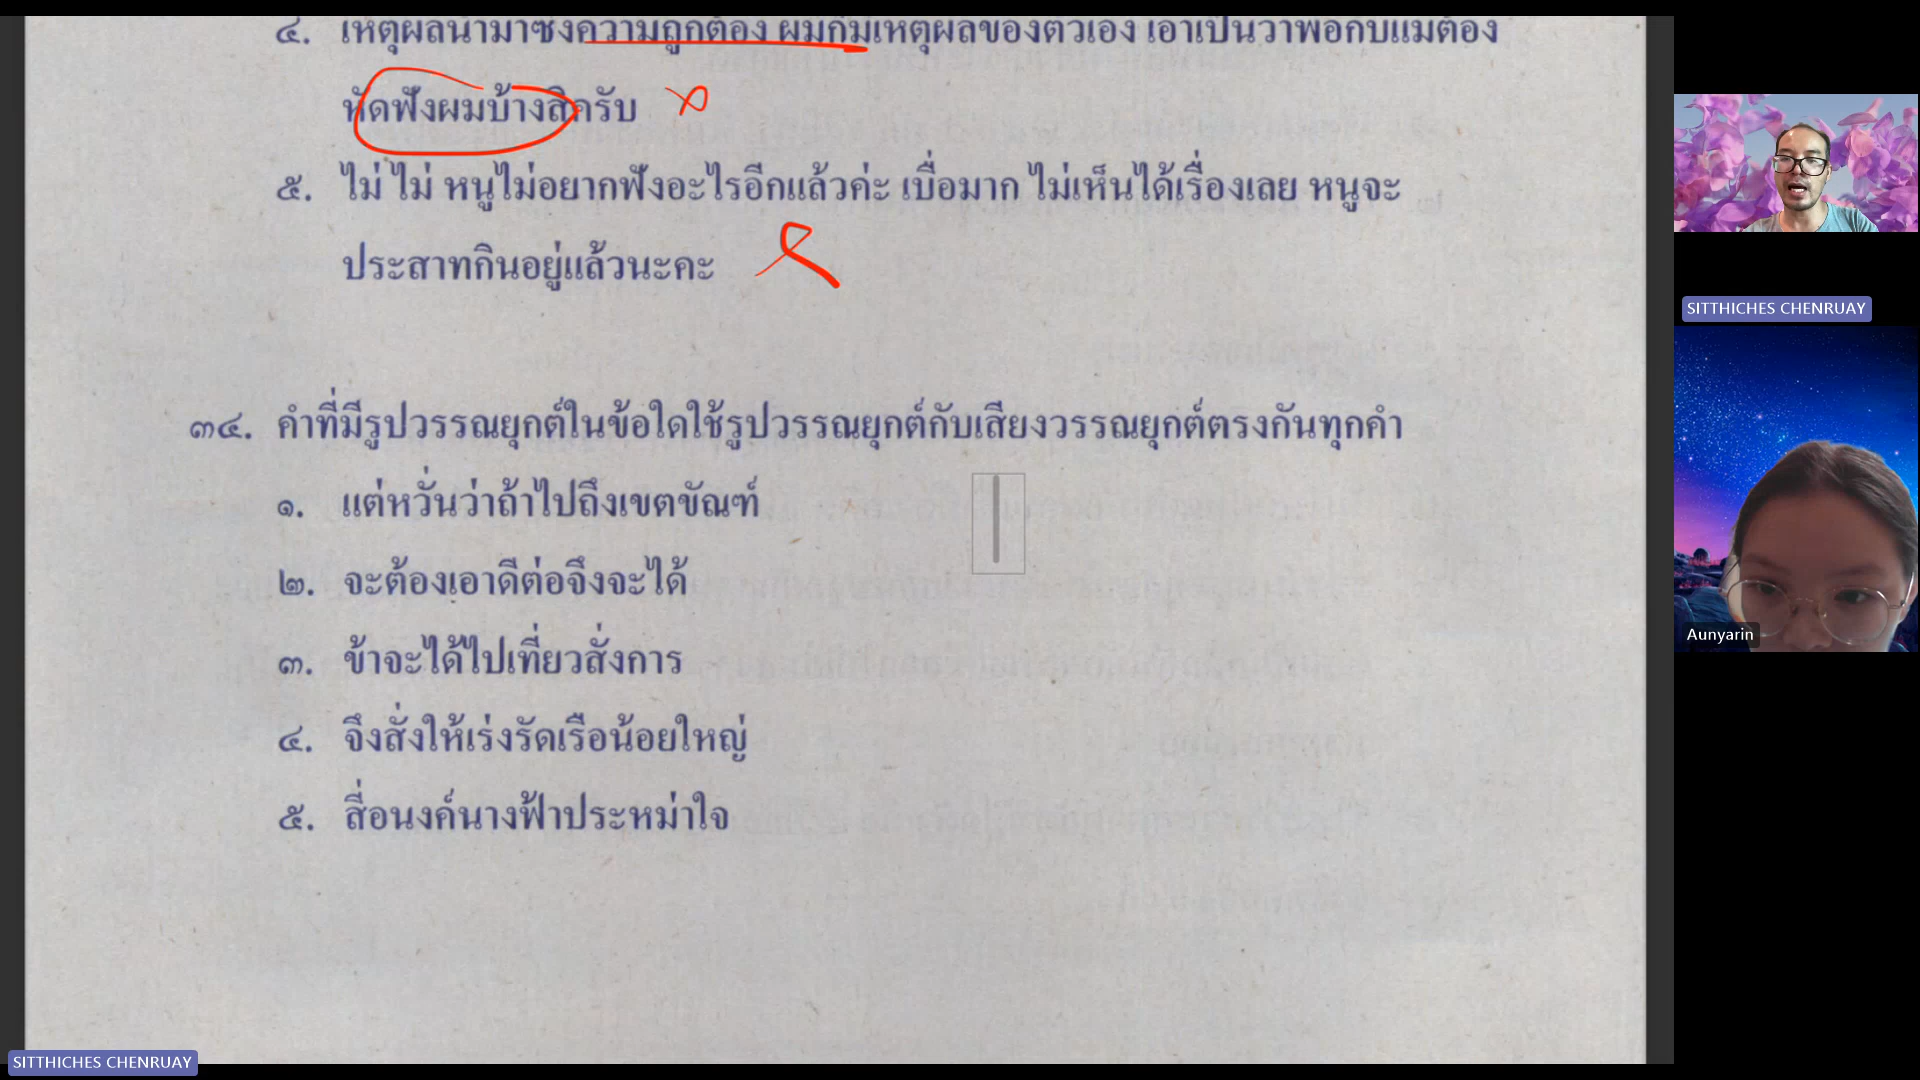 ๔. เหตุผลนำมาซึ่งความถูกต้อง ผมก็มีเหตุผลของตัวเอง เอาเป็นว่าพ่อกับแม่ต้อง
หัดฟังผมบ้างสิครับ
๕. ไม่ ไม่ หนูไม่อยากฟังอะไรอีกแล้วค่ะ เบื่อมาก ไม่เห็นได้เรื่องเลย หนูจะ
ประสาทกินอยู่แล้วนะคะ
๓๔. คำที่มีรูปวรรณยุกต์ในข้อใดใช้รูปวรรณยุกต์กับเสียงวรรณยุกต์ตรงกันทุกคำ
๑. แต่หวั่นว่าถ้าไปถึงเขตขัณฑ์
๒. จะต้องเอาดีต่อจึงจะได้
๓. ข้าจะได้ไปเที่ยวสั่งการ
๔. จึงสั่งให้เร่งรัดเรือน้อยใหญ่
๕. สี่อนงค์นางฟ้าประหม่าใจ
SITTHICHES CHENRUAY
Aunyarin
SITTHICHES CHENRUAY